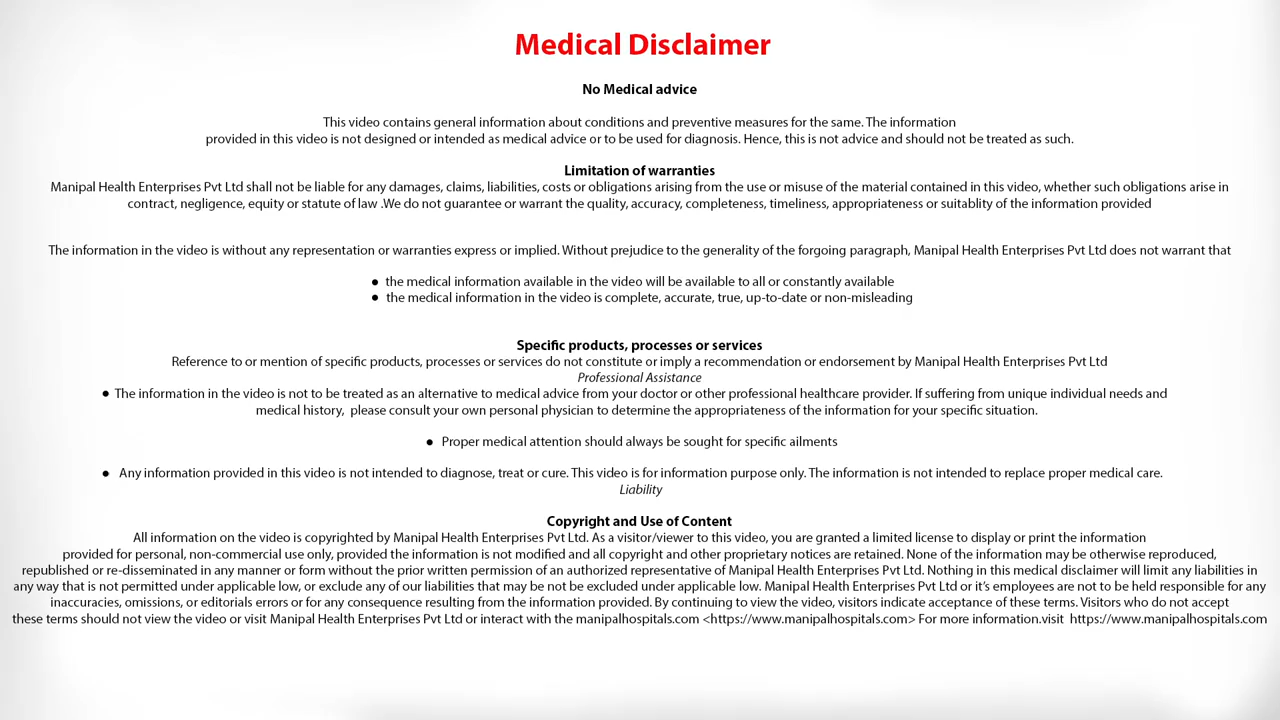 Medical Disclaimer
No Medical advice
This video contains general information about conditions and preventive measures for the same. The information
provided in this video is not designed or intended as medical advice or to be used for diagnosis. Hence, this is not advice and should not be treated as such.
Limitation of warranties
Manipal Health Enterprises Pvt Ltd shall not be liable for any damages, claims, liabilities, costs or obligations arising from the use or misuse of the material contained in this video, whether such obligations arise in
contract, negligence, equity or statute of law .We do not guarantee or warrant the quality, accuracy, completeness, timeliness, appropriateness or suitablity of the information provided
The information in the video is without any representation or warranties express or implied. Without prejudice to the generality of the forgoing paragraph, Manipal Health Enterprises Pvt Ltd does not warrant that
● the medical information available in the video will be available to all or constantly available
● the medical information in the video is complete, accurate, true, up-to-date or non-misleading
Specific products, processes or services
Reference to or mention of specific products, processes or services do not constitute or imply a recommendation or endorsement by Manipal Health Enterprises Pvt Ltd
Professional Assistance
● The information in the video is not to be treated as an alternative to medical advice from your doctor or other professional healthcare provider. If suffering from unique individual needs and
medical history, please consult your own personal physician to determine the appropriateness of the information for your specific situation.
● Proper medical attention should always be sought for specific ailments
● Any information provided in this video is not intended to diagnose, treat or cure. This video is for information purpose only. The information is not intended to replace proper medical care.
Liability
Copyright and Use of Content
All information on the video is copyrighted by Manipal Health Enterprises Pvt Ltd. As a visitor/viewer to this video, you are granted a limited license to display or print the information
provided for personal, non-commercial use only, provided the information is not modified and all copyright and other proprietary notices are retained. None of the information may be otherwise reproduced,
republished or re-disseminated in any manner or form without the prior written permission of an authorized representative of Manipal Health Enterprises Pvt Ltd. Nothing in this medical disclaimer will limit any liabilities in
any way that is not permitted under applicable low, or exclude any of our liabilities that may be not be excluded under applicable low. Manipal Health Enterprises Pvt Ltd or it's employees are not to be held responsible for any
inaccuracies, omissions, or editorials errors or for any consequence resulting from the information provided. By continuing to view the video, visitors indicate acceptance of these terms. Visitors who do not accept
these terms should not view the video or visit Manipal Health Enterprises Pvt Ltd or interact with the manipalhospitals.com <https://www.manipalhospitals.com> For more information.visit https://www.manipalhospitals.com